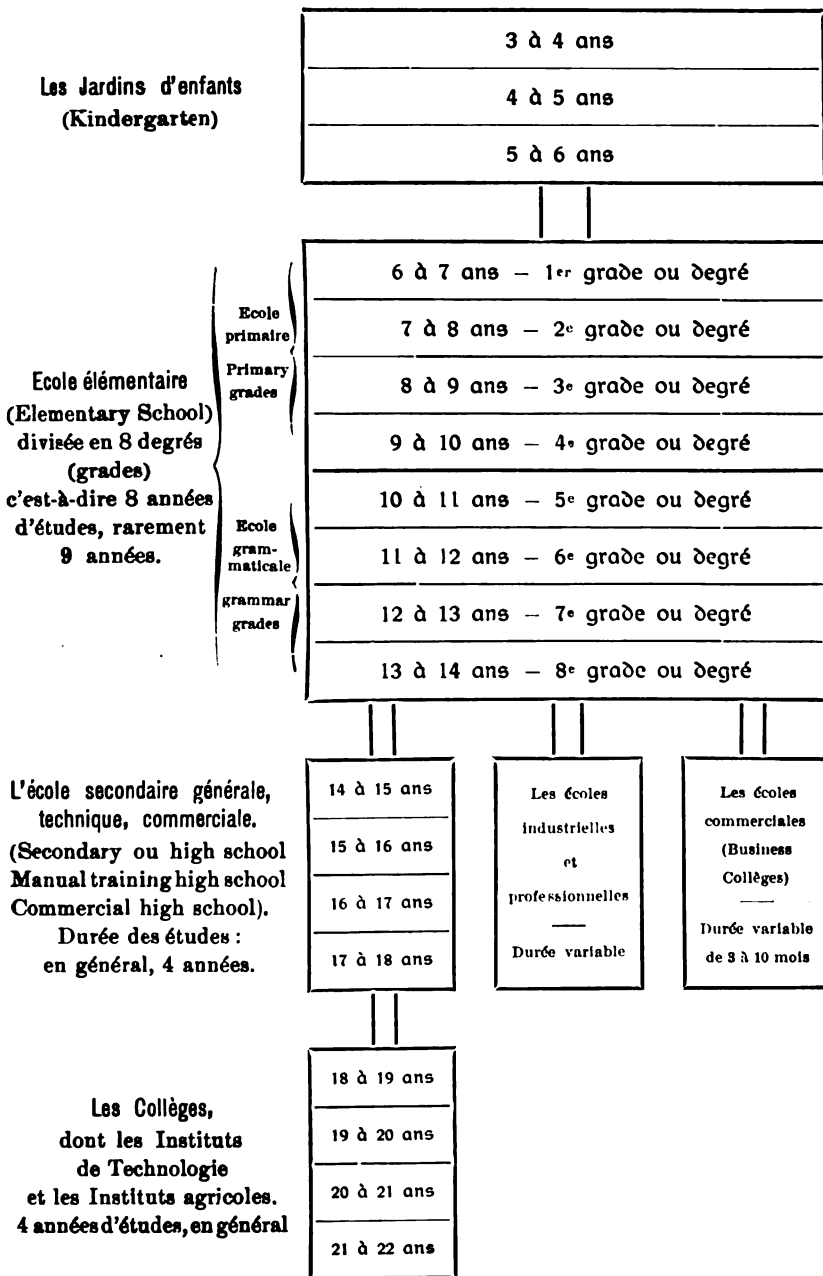 Les Jardins d'enfants
(Kindergarten)
3 à 4 ans
4 à 5 ans
5 à 6 ans
Ecole élémentaire
(Elementary School)
divisée en 8 degrés
(grades)
c'est-à-dire 8 années
d'études, rarement
9 années.
Ecole
primaire
Primary
grades
Ecole
gram-
maticale
grammar
grades
6 à 7 ans – 1er grade ou degré
7 à 8 ans – 2e grade ou degré
8 à 9 ans – 3e grade ou degré
9 à 10 ans – 4e grade ou degré
10 à 11 ans – 5e grade ou degré
11 à 12 ans – 6e grade ou degré
12 à 13 ans – 7e grade ou degré
13 à 14 ans – 8e grade ou degré
L'école secondaire générale,
technique, commerciale.
(Secondary ou high school
Manual training high school
Commercial high school).
Durée des études :
en général, 4 années.
14 à 15 ans
15 à 16 ans
16 à 17 ans
17 à 18 ans
Les écoles
industrielles
et
professionnelles
Durée variable
Les écoles
commerciales
(Business
Collèges)
Durée variable
de 3 à 10 mois
Les Collèges,
dont les Instituts
de Technologie
et les Instituts agricoles.
4 années d'études, en général
18 à 19 ans
19 à 20 ans
20 à 21 ans
21 à 22 ans